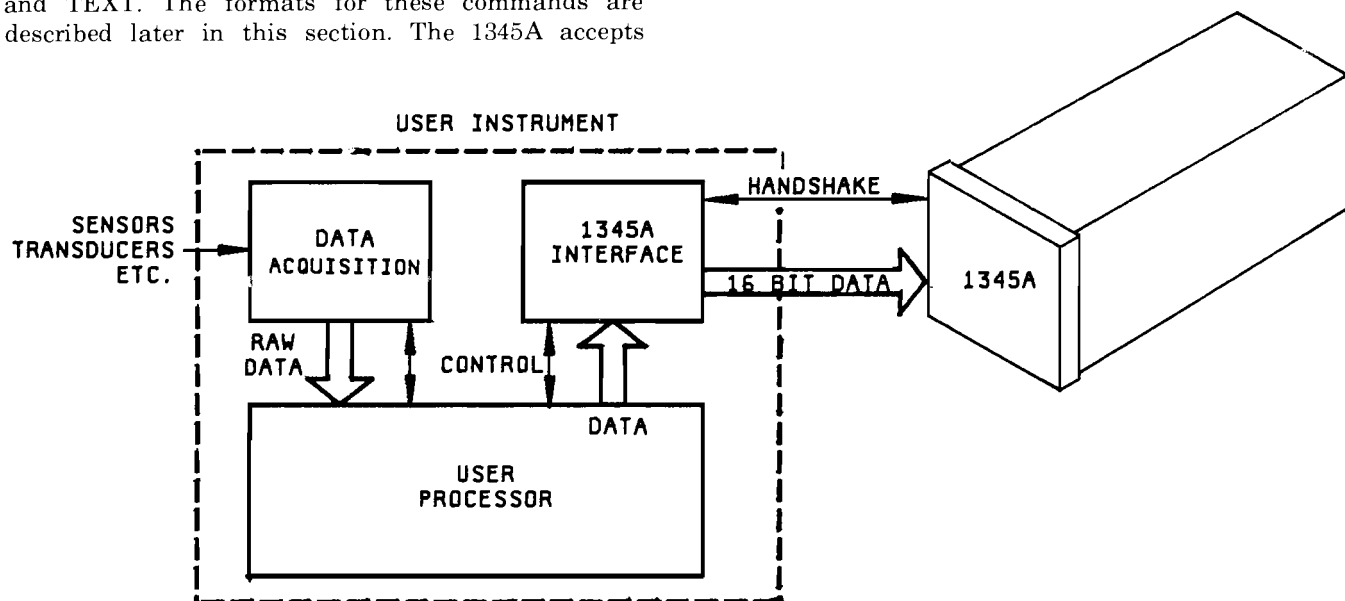 and TEXT. The formats for these commands are
described later in this section. The 1345A accepts
USER INSTRUMENT
SENSORS
TRANSDUCERS
ETC.
DATA
ACQUISITION
1345A
INTERFACE
HANDSHAKE
16 BIT DATA
1345A
RAW
DATA
CONTROL
DATA
USER
PROCESSOR